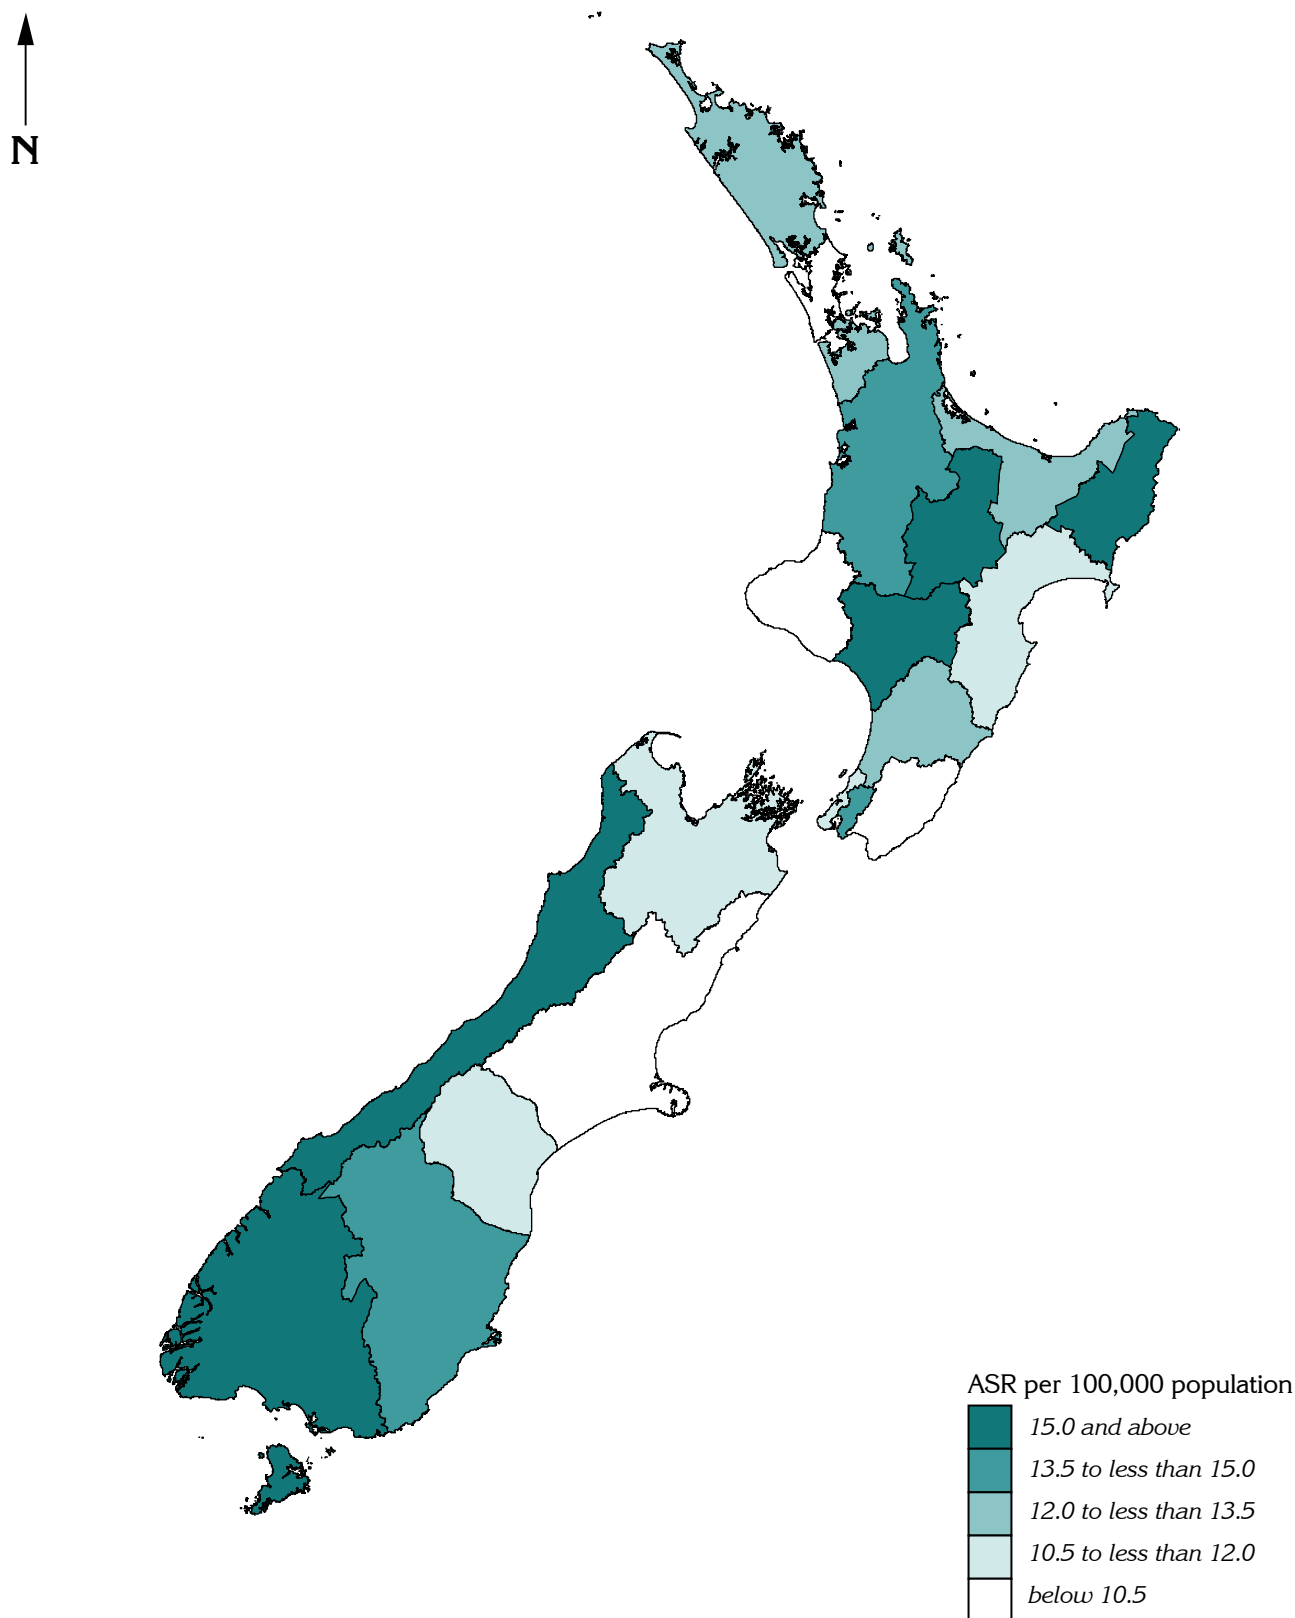 N
ASR per 100,000 population
15.0 and above
13.5 to less than 15.0
12.0 to less than 13.5
10.5 to less than 12.0
below 10.5